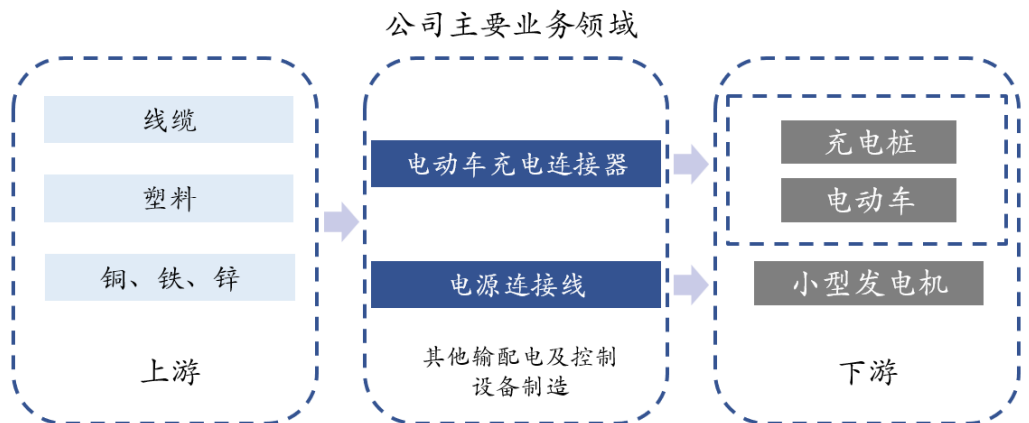 公司主要业务领域
线缆
塑料
铜、铁、锌
上游
电动车充电连接器
电源连接线
其他输配电及控制
设备制造
充电桩
电动车
小型发电机
下游